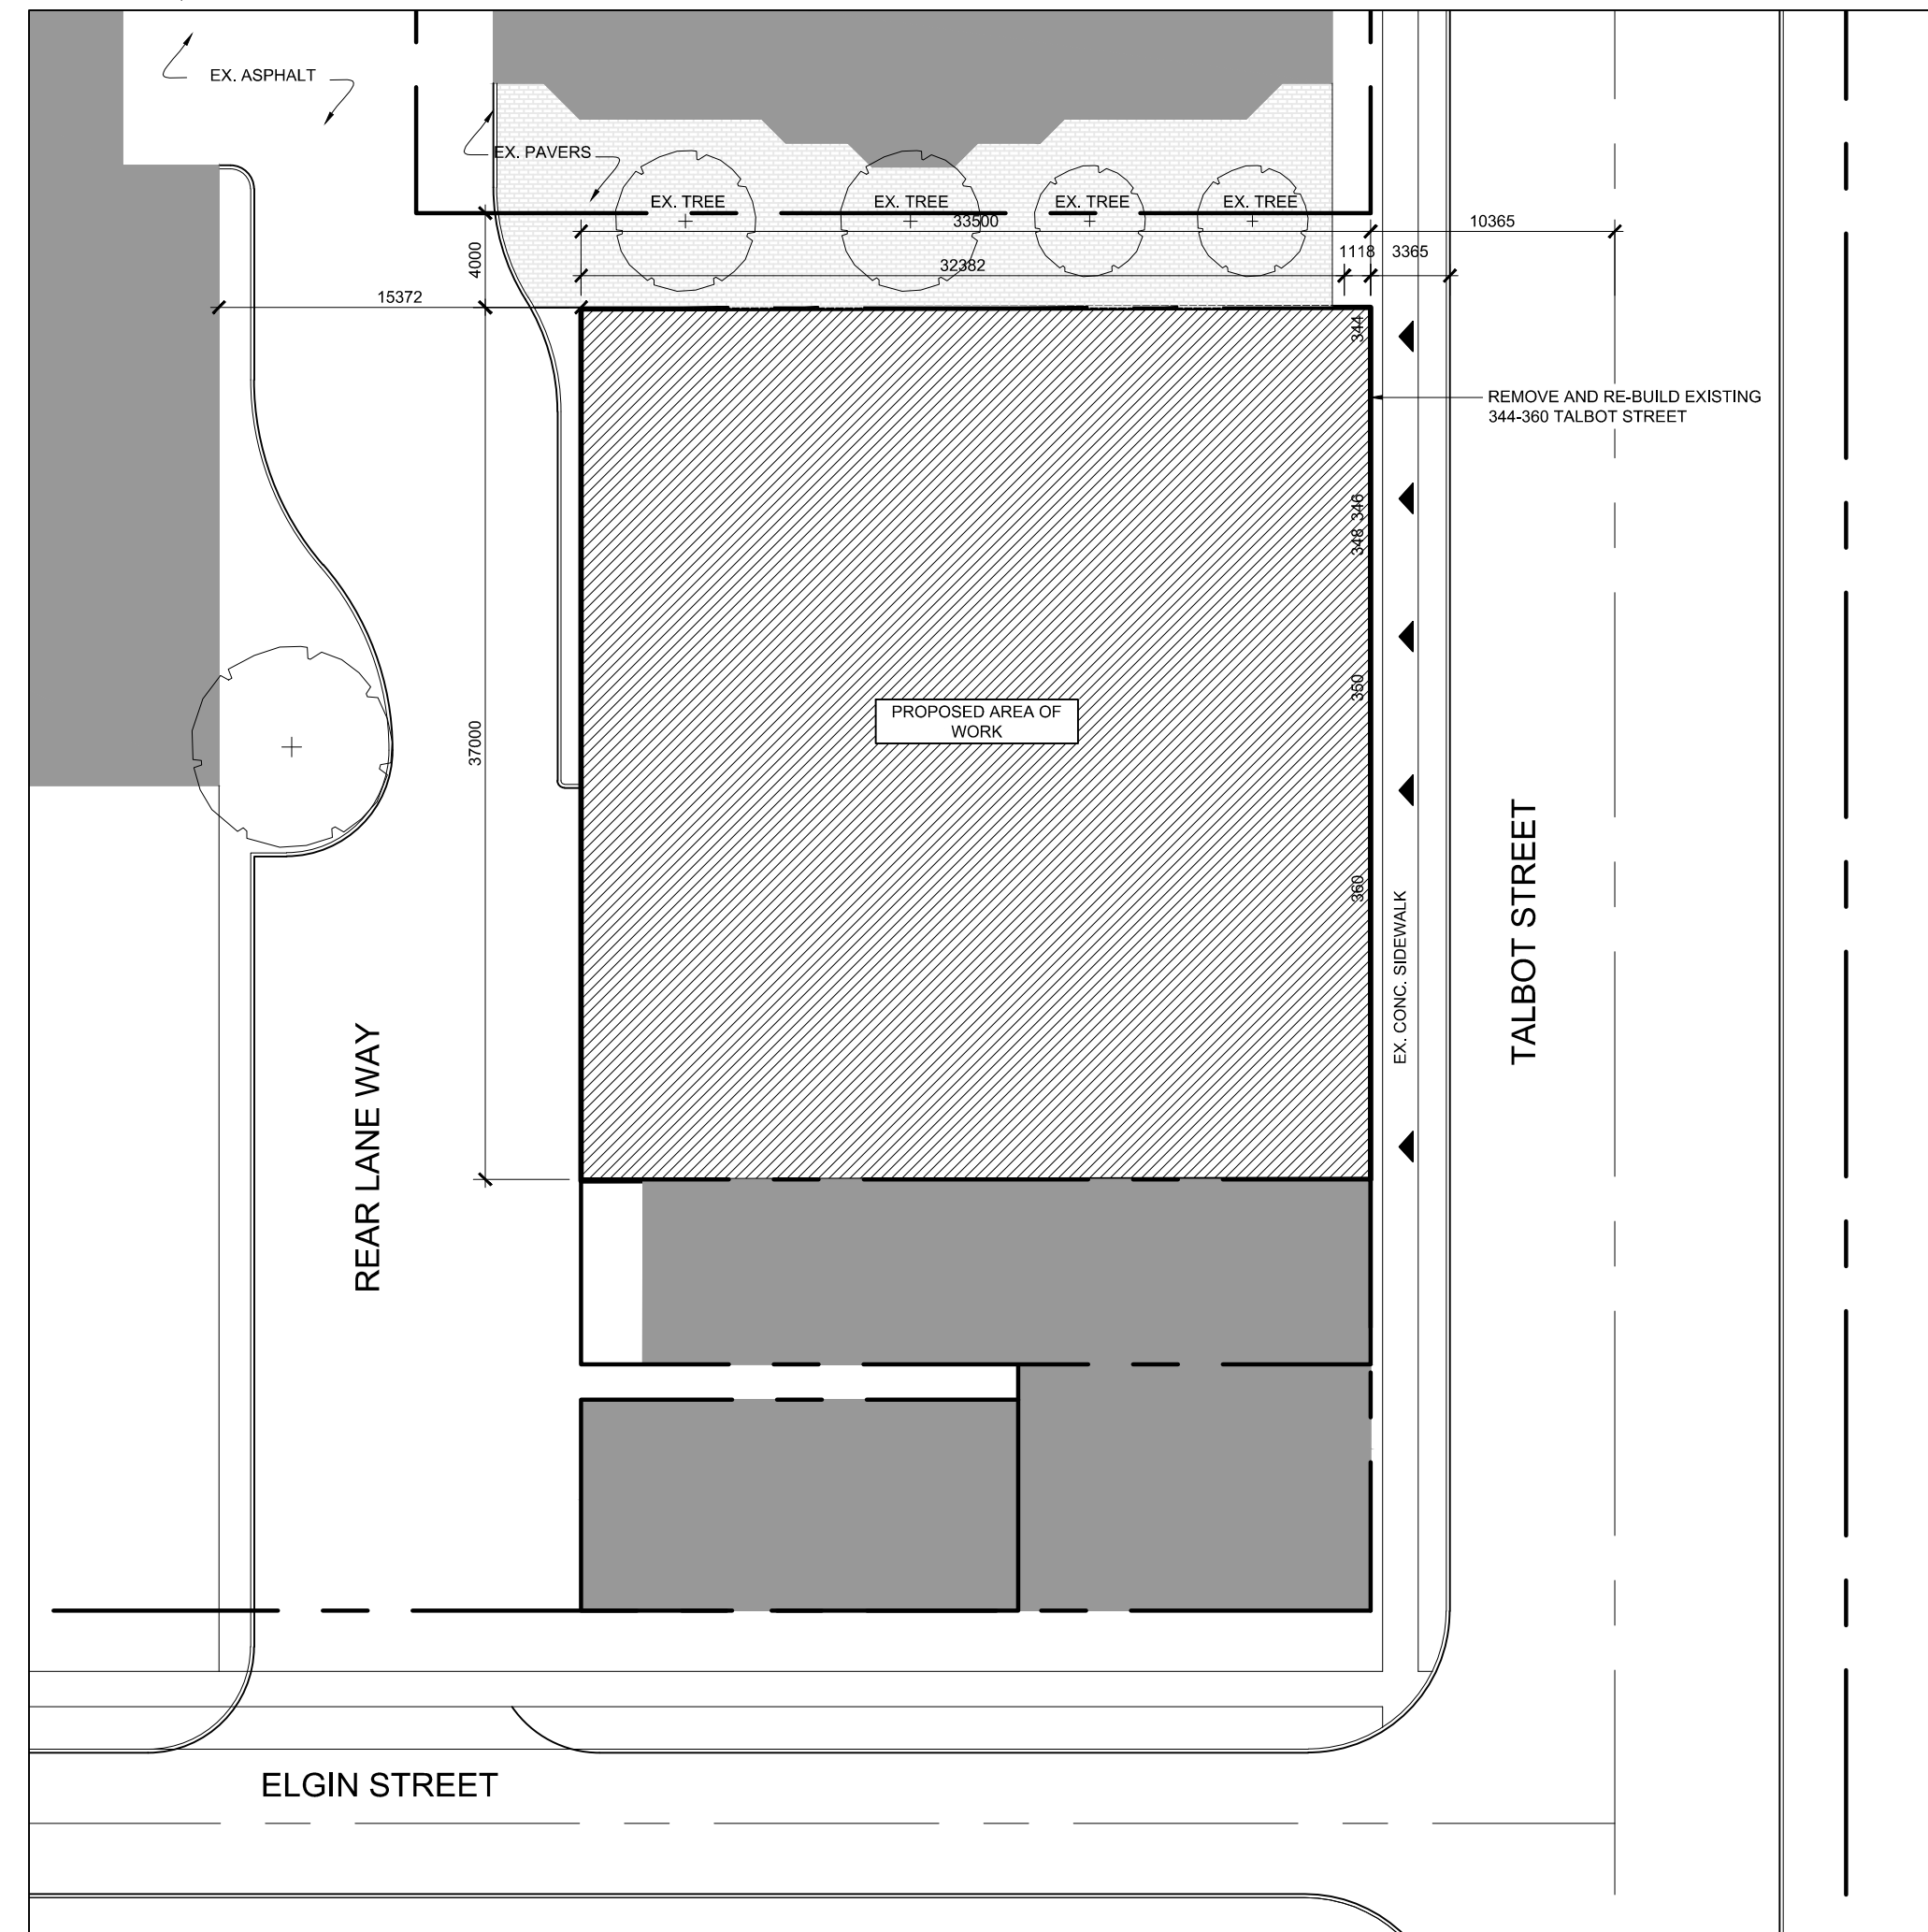 EX. ASPHALT
EX. PAVERS
EX. TREE
EX. TREE
EX. TREE
EX. TREE
33500
10365
4000
1118
3365
32382
15372
344
REMOVE AND RE-BUILD EXISTING
344-360 TALBOT STREET
346
348
350
PROPOSED AREA OF
WORK
37000
360
EX. CONC. SIDEWALK
TALBOT STREET
REAR LANE WAY
ELGIN STREET